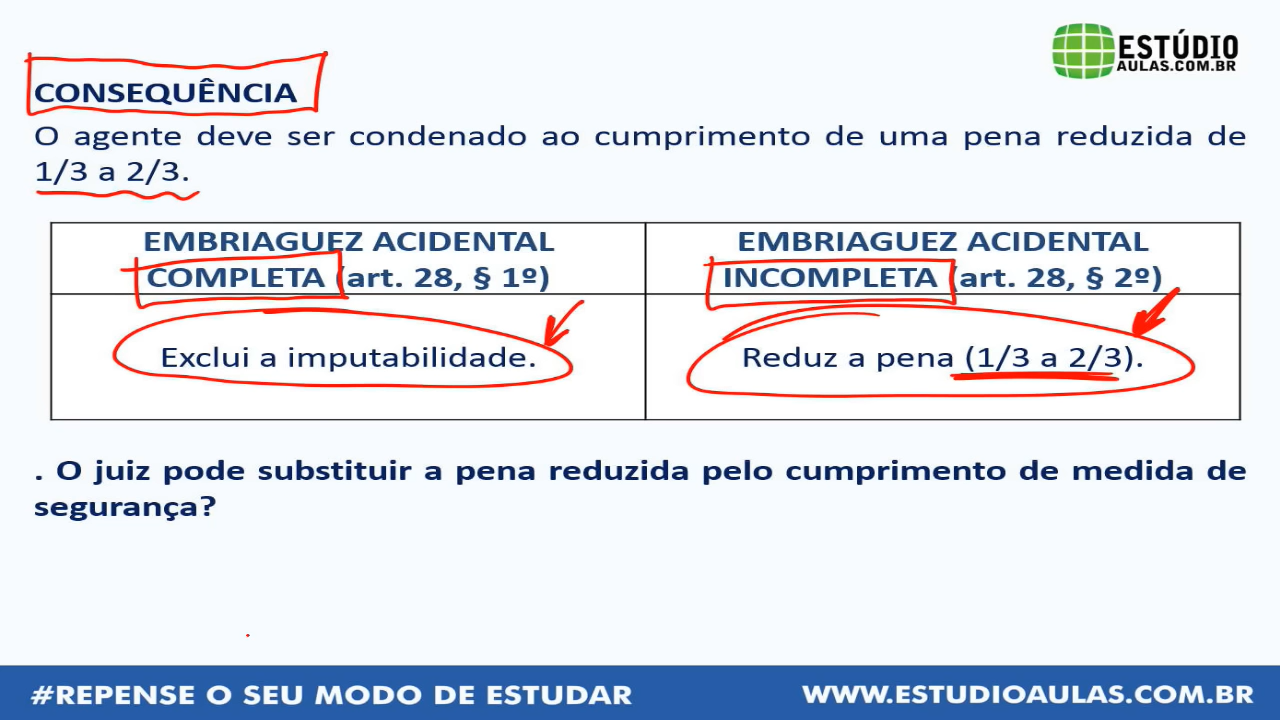 ESTÚDIO
AULAS.COM.BR
CONSEQUÊNCIA
O agente deve ser condenado ao cumprimento de uma pena reduzida de
1/3 a 2/3.
EMBRIAGUEZ ACIDENTAL
COMPLETA (art. 28, § 1º)
EMBRIAGUEZ ACIDENTAL
INCOMPLETA (art. 28, § 2º)
Exclui a imputabilidade.
Reduz a pena (1/3 a 2/3).
. O juiz pode substituir a pena reduzida pelo cumprimento de medida de
segurança?
#REPENSE O SEU MODO DE ESTUDAR
WWW.ESTUDIOAULAS.COM.BR